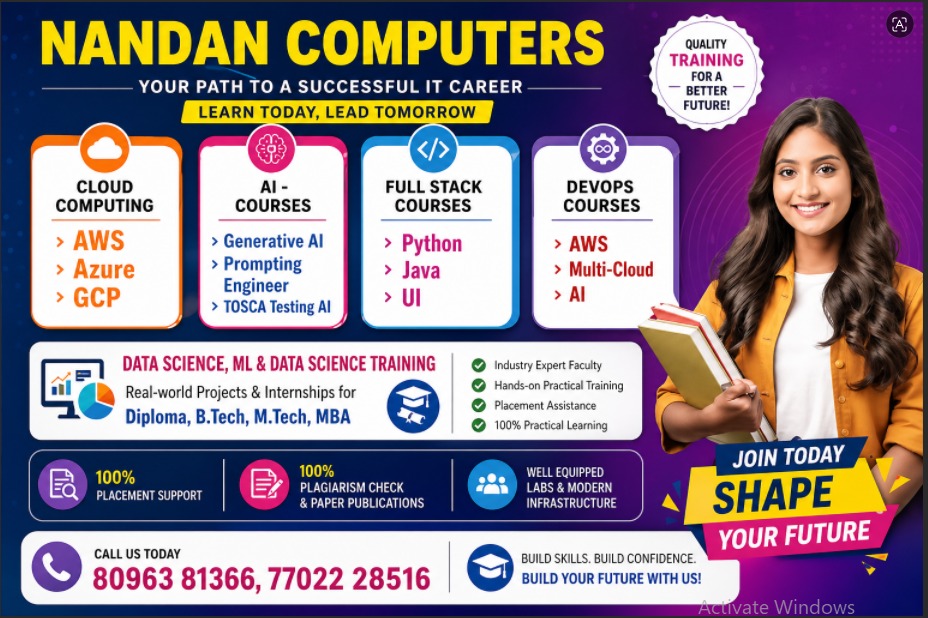 NANDAN COMPUTERS
YOUR PATH TO A SUCCESSFUL IT CAREER
LEARN TODAY, LEAD TOMORROW
QUALITY
TRAINING
FOR A
BETTER
FUTURE!
CLOUD
COMPUTING
> AWS
> Azure
> GCP
AI -
COURSES
> Generative AI
> Prompting
Engineer
> TOSCA Testing AI
</>
FULL STACK
COURSES
> Python
> Java
> UI
DEVOPS
COURSES
> AWS
> Multi-Cloud
> AI
DATA SCIENCE, ML & DATA SCIENCE TRAINING
Real-world Projects & Internships for
Diploma, B.Tech, M.Tech, MBA
Industry Expert Faculty
Hands-on Practical Training
Placement Assistance
100% Practical Learning
100%
PLACEMENT SUPPORT
100%
PLAGIARISM CHECK
& PAPER PUBLICATIONS
WELL EQUIPPED
LABS & MODERN
INFRASTRUCTURE
JOIN TODAY
SHAPE
YOUR FUTURE
CALL US TODAY
80963 81366, 77022 28516
BUILD SKILLS. BUILD CONFIDENCE.
BUILD YOUR FUTURE WITH US!
Activate Windows